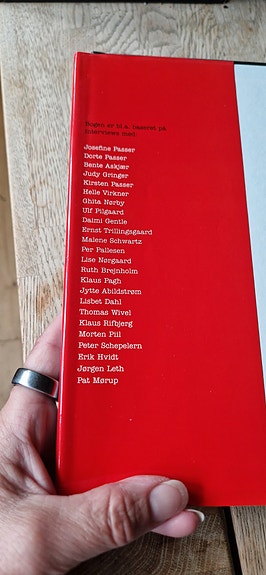 Bogen er bl.a. baseret på
interviews med:
Josefine Passer
Dorte Passer
Bente Askjær
Judy Gringer
Kirsten Passer
Helle Virkner
Ghita Nørby
Ulf Pilgaard
Daimi Gentle
Ernst Trillingsgaard
Malene Schwartz
Per Pallesen
Lise Nørgaard
Ruth Brejnholm
Klaus Pagh
Jytte Abildstrøm
Lisbet Dahl
Thomas Wivel
Klaus Rifbjerg
Morten Piil
Peter Schepelern
Erik Hvidt
Jørgen Leth
Pat Mørup